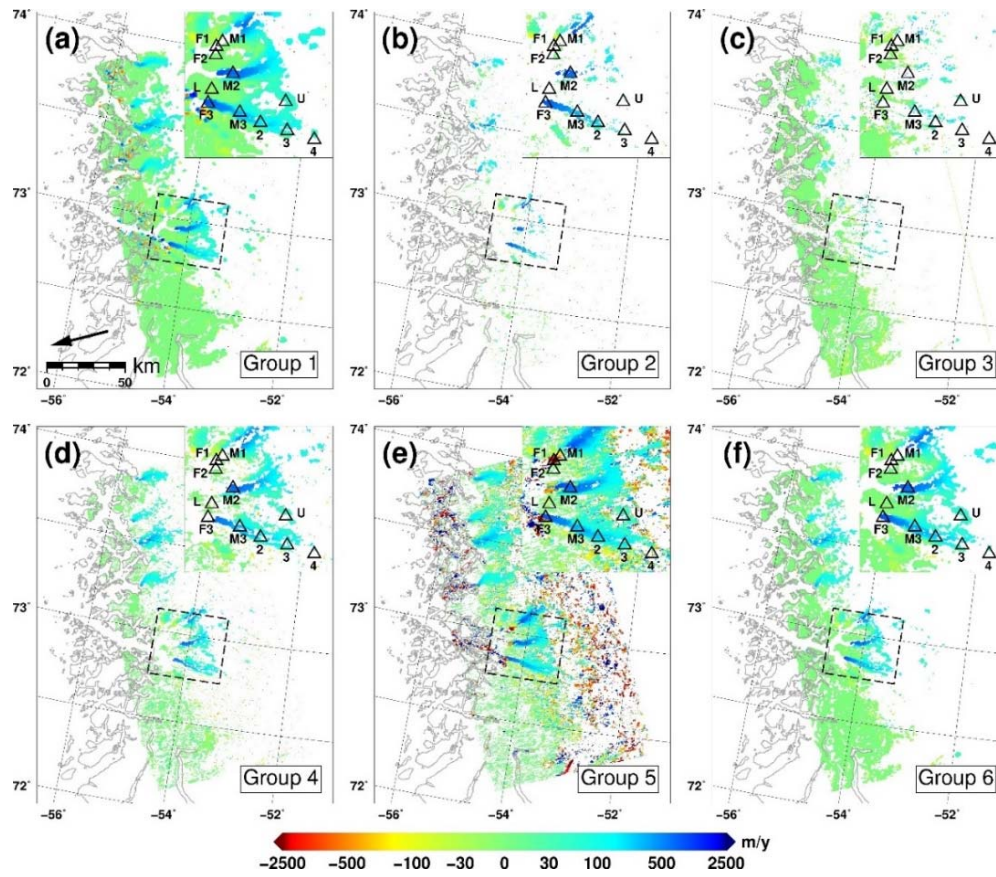 (a) F1 M1 (b) F1 M1 (c) F1 M1
F2 F2 F2
L M2 U L M2 U L M2 U
F3 M3 2 3 4 F3 M3 2 3 4 F3 M3 2 3 4
73° 73° 73°
72° Group 1 72° Group 2 72° Group 3
0 50 km
−56 −54 −52 −56 −54 −52 −56 −54 −52
74° 74° 74°
(d) F1 M1 (e) F1 M1 (f) F1 M1
F2 F2 F2
L M2 U L M2 U L M2 U
F3 M3 2 3 4 F3 M3 2 3 4 F3 M3 2 3 4
73° 73° 73°
72° Group 4 72° Group 5 72° Group 6
−56 −54 −52 −56 −54 −52 −56 −54 −52
m/y
−2500 −500 −100 −30 0 30 100 500 2500